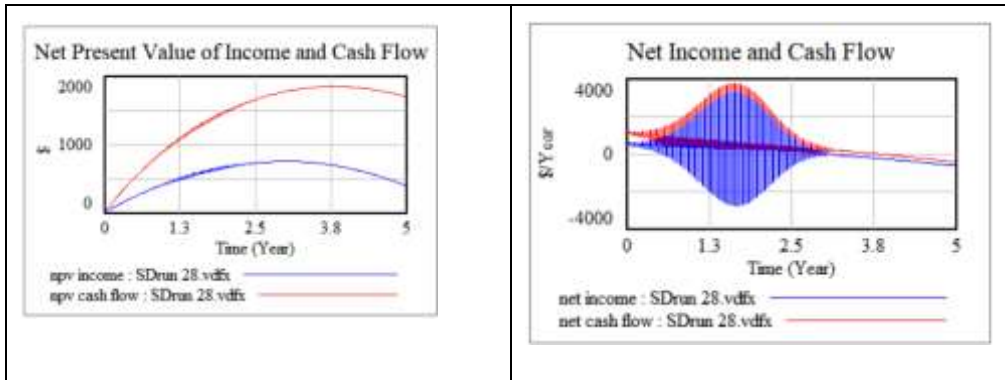 Net Present Value of Income and Cash Flow
2000
$
1000
0
0 1.3 2.5 3.8 5
Time (Year)
npv income : SDrun 28.vdfx
npv cash flow : SDrun 28.vdfx
Net Income and Cash Flow
4000
$/Year
0
-4000
0 1.3 2.5 3.8 5
Time (Year)
net income : SDrun 28.vdfx
net cash flow : SDrun 28.vdfx